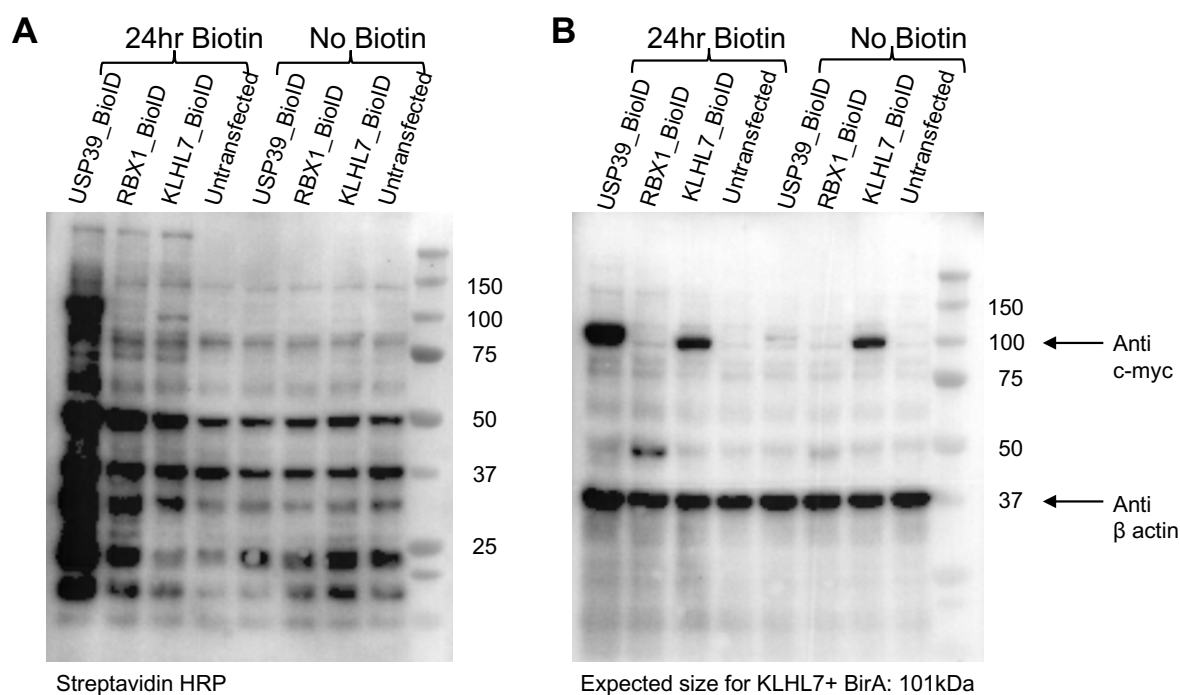 A
24hr Biotin
No Biotin
USP39_BioID
RBX1_BioID
KLHL7_BioID
Untransfected
USP39_BioID
RBX1_BioID
KLHL7_BioID
Untransfected
150
100
75
50
37
25
Streptavidin HRP
B
24hr Biotin
No Biotin
USP39_BioID
RBX1_BioID
KLHL7_BioID
Untransfected
USP39_BioID
RBX1_BioID
KLHL7_BioID
Untransfected
150
100
75
50
37
Anti
c-myc
Anti
β actin
Expected size for KLHL7+ BirA: 101kDa